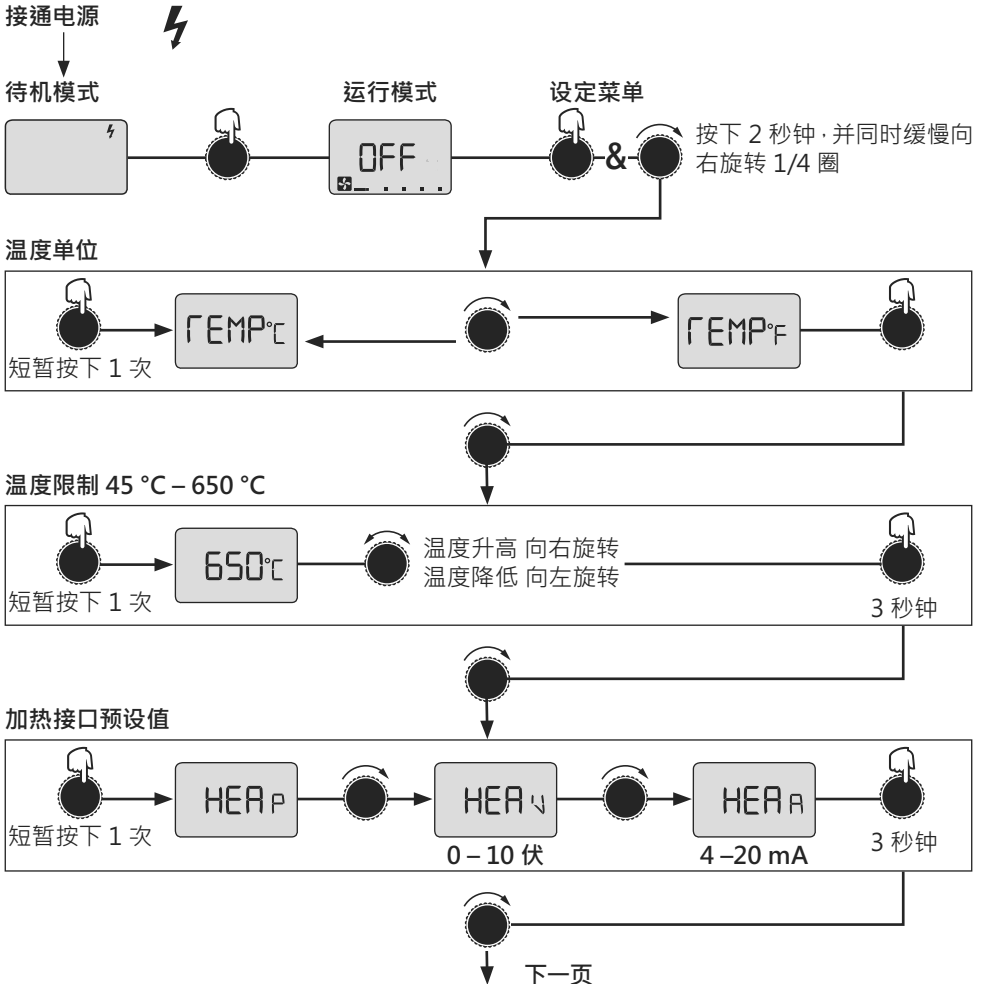 接通电源
待机模式
运行模式
设定菜单
OFF
&
按下 2 秒钟 · 并同时缓慢向
右旋转 1/4 圈
温度单位
TEMP°C
TEMP°F
短暂按下 1 次
温度限制 45 °C – 650 °C
650°C
温度升高 向右旋转
温度降低 向左旋转
短暂按下 1 次
3 秒钟
加热接口预设值
HEA P
HEA V
HEA A
短暂按下 1 次
0 – 10 伏
4 –20 mA
3 秒钟
下一页